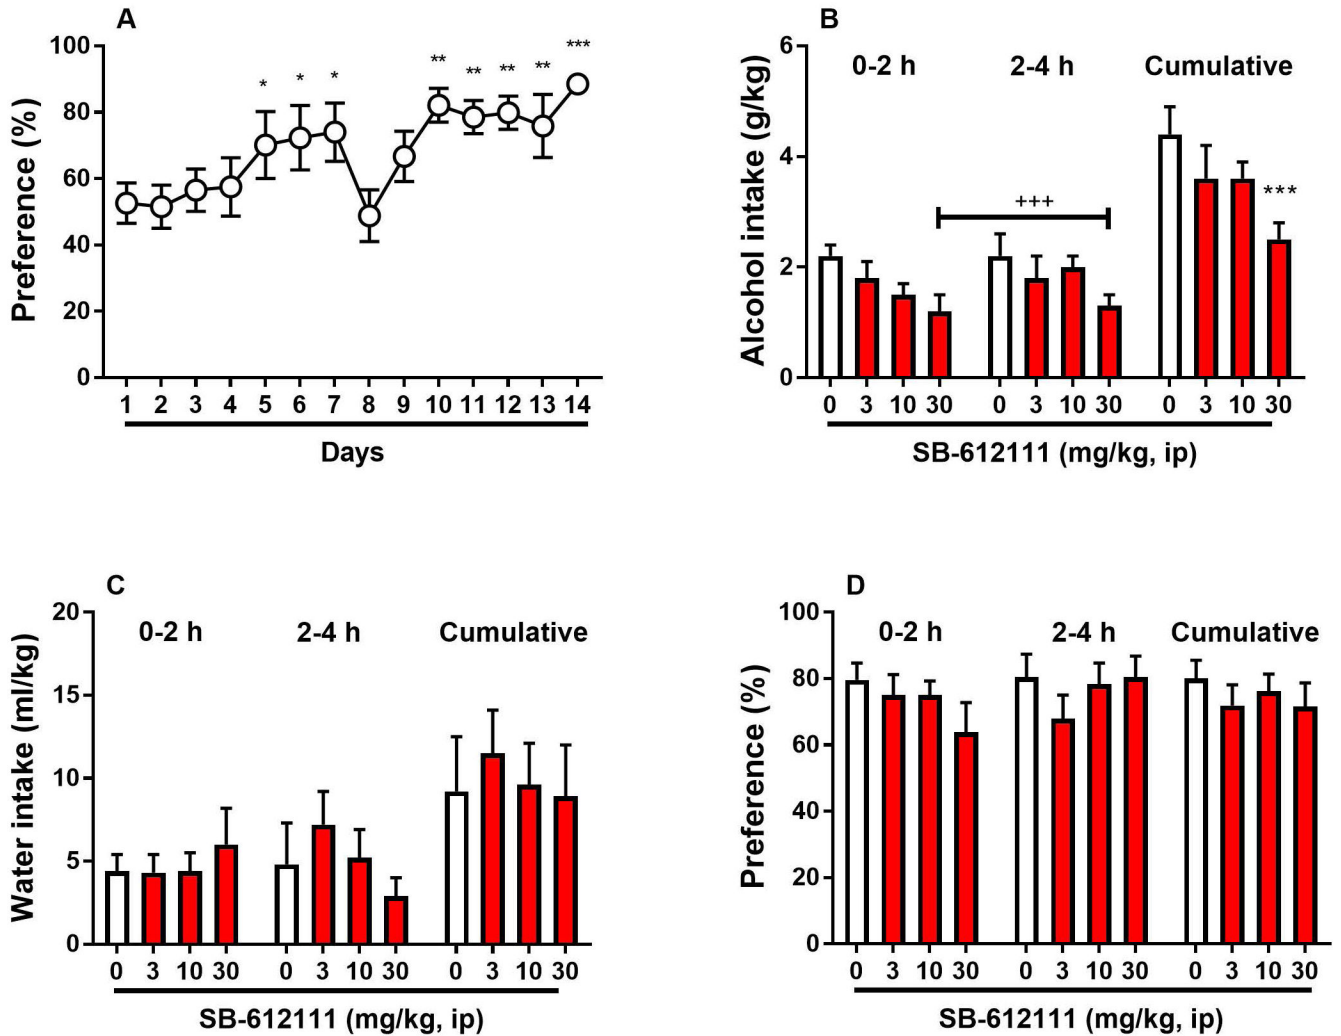 A
Preference (%)
100
80
60
40
20
0
* * * ** ** ** ** ***
1 2 3 4 5 6 7 8 9 10 11 12 13 14
Days
B
Alcohol intake (g/kg)
6
4
2
0
0-2 h 2-4 h Cumulative
+++
***
0 3 10 30 0 3 10 30 0 3 10 30
SB-612111 (mg/kg, ip)
C
Water intake (ml/kg)
20
15
10
5
0
0-2 h 2-4 h Cumulative
0 3 10 30 0 3 10 30 0 3 10 30
SB-612111 (mg/kg, ip)
D
Preference (%)
100
80
60
40
20
0
0-2 h 2-4 h Cumulative
0 3 10 30 0 3 10 30 0 3 10 30
SB-612111 (mg/kg, ip)